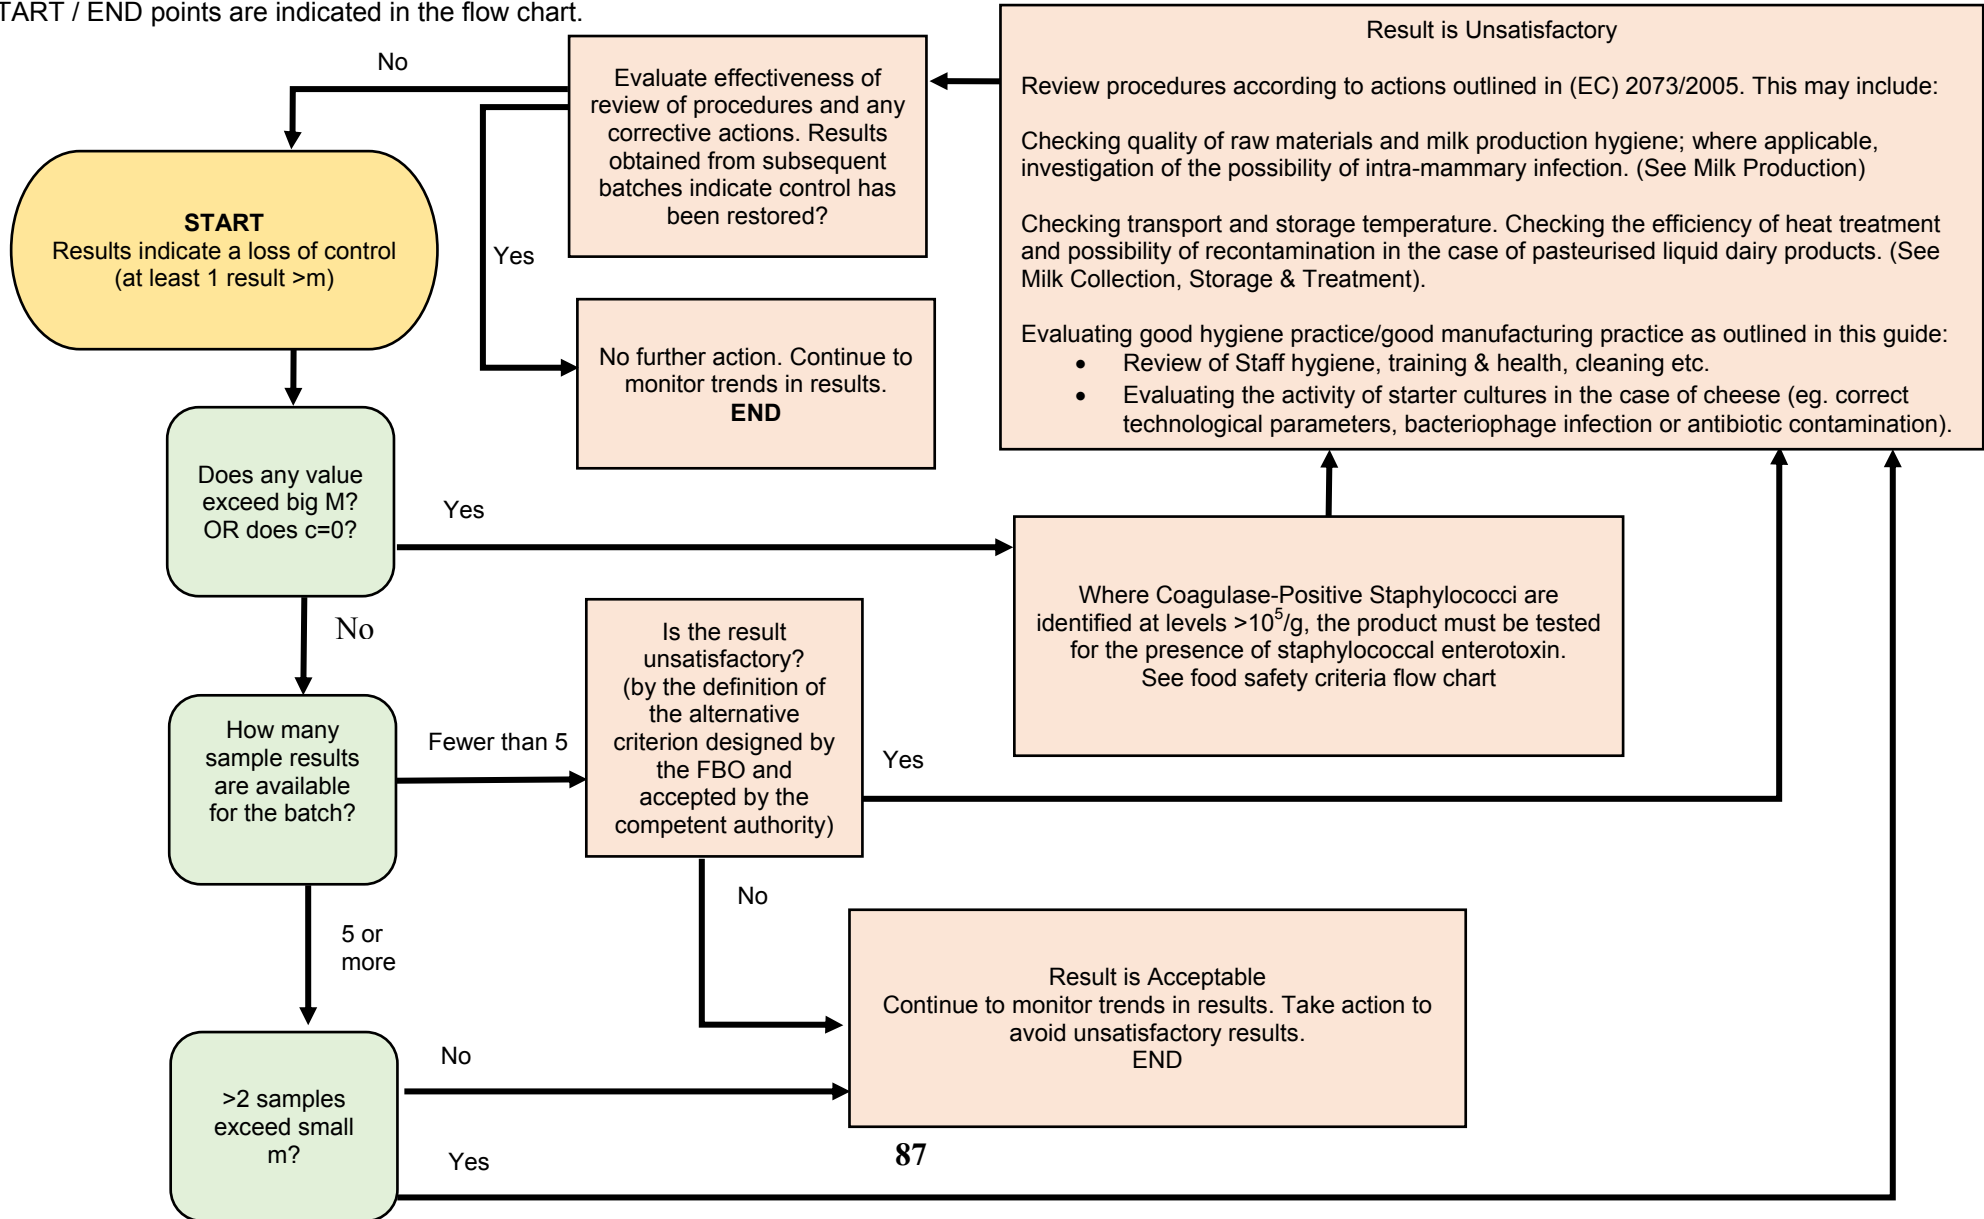 TART / END points are indicated in the flow chart.
No
Evaluate effectiveness of
review of procedures and any
corrective actions. Results
obtained from subsequent
batches indicate control has
been restored?
Result is Unsatisfactory
Review procedures according to actions outlined in (EC) 2073/2005. This may include:
Checking quality of raw materials and milk production hygiene; where applicable,
investigation of the possibility of intra-mammary infection. (See Milk Production)
Checking transport and storage temperature. Checking the efficiency of heat treatment
and possibility of recontamination in the case of pasteurised liquid dairy products. (See
Milk Collection, Storage & Treatment).
Evaluating good hygiene practice/good manufacturing practice as outlined in this guide:
• Review of Staff hygiene, training & health, cleaning etc.
• Evaluating the activity of starter cultures in the case of cheese (eg. correct
technological parameters, bacteriophage infection or antibiotic contamination).
START
Results indicate a loss of control
(at least 1 result >m)
Yes
No further action. Continue to
monitor trends in results.
END
Does any value
exceed big M?
OR does c=0?
Yes
Where Coagulase-Positive Staphylococci are
identified at levels >10⁵/g, the product must be tested
for the presence of staphylococcal enterotoxin.
See food safety criteria flow chart
No
How many
sample results
are available
for the batch?
Fewer than 5
Is the result
unsatisfactory?
(by the definition of
the alternative
criterion designed by
the FBO and
accepted by the
competent authority)
Yes
No
5 or
more
Result is Acceptable
Continue to monitor trends in results. Take action to
avoid unsatisfactory results.
END
>2 samples
exceed small
m?
No
Yes
87